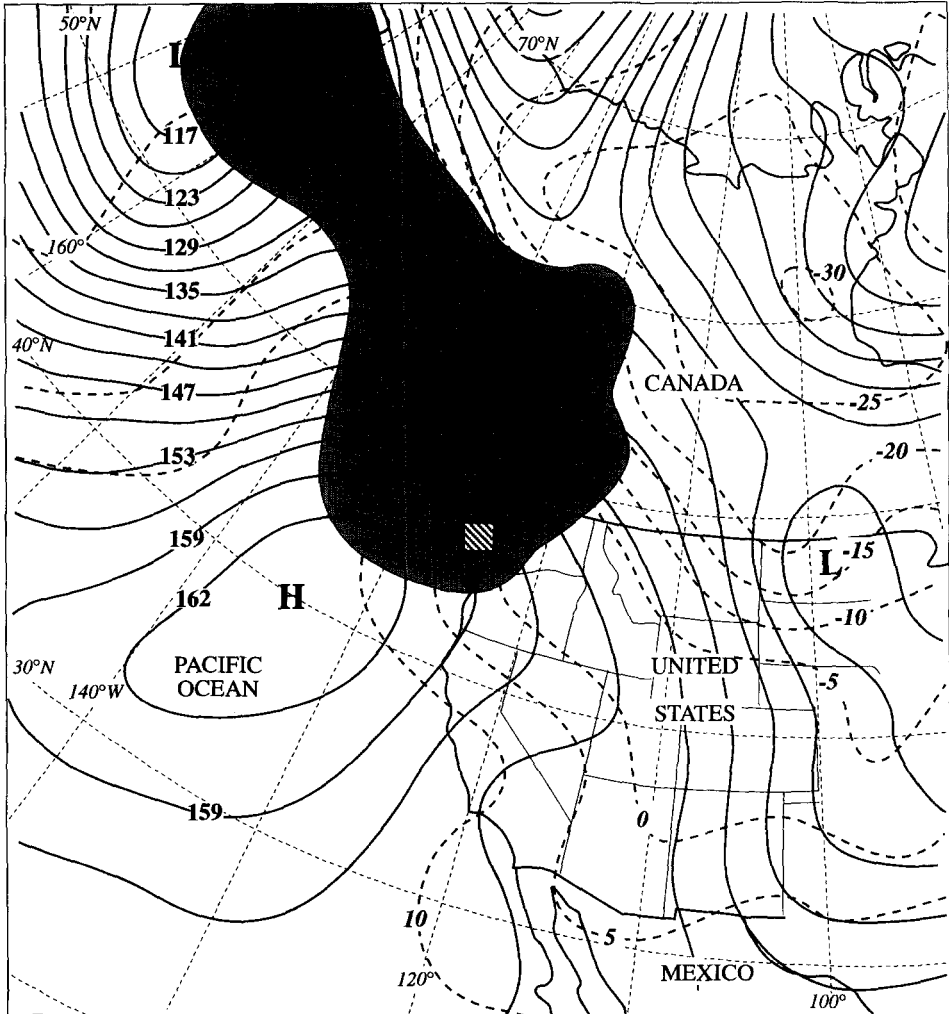 50°N
70°N
L
117
123
129
160°
-30
135
141
40°N
147
CANADA
-25
153
-20
159
L
-15
162
H
-10
30°N
PACIFIC
OCEAN
140°W
UNITED
STATES
-5
159
0
10
5
120°
MEXICO
100°